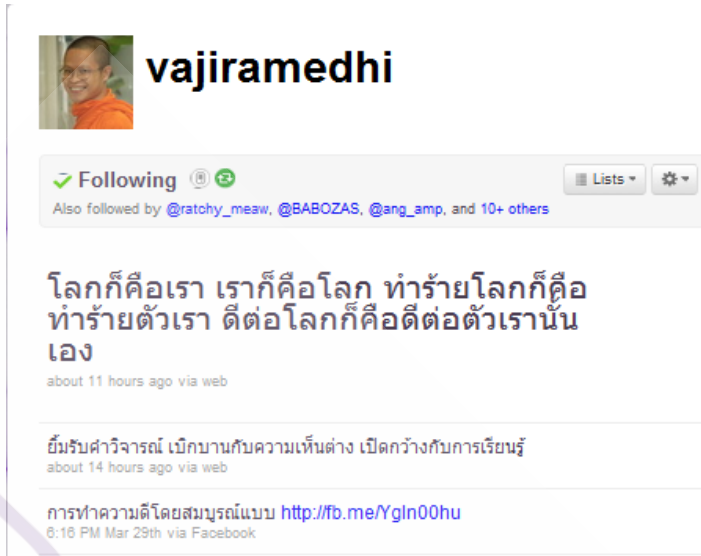 vajiramedhi
Following
Lists
Also followed by @ratchy_meaw, @BABOZAS, @ang_amp, and 10+ others
โลกก็คือเรา เราก็คือโลก ทำร้ายโลกก็คือ
ทำร้ายตัวเรา ดีต่อโลกก็คือดีต่อตัวเรานั้น
เอง
about 11 hours ago via web
ยิ้มรับคำวิจารณ์ เบิกบานกับความเห็นต่าง เปิดกว้างกับการเรียนรู้
about 14 hours ago via web
การทำความดีโดยสมบูรณ์แบบ http://fb.me/YgIn00hu
6:16 PM Mar 29th via Facebook